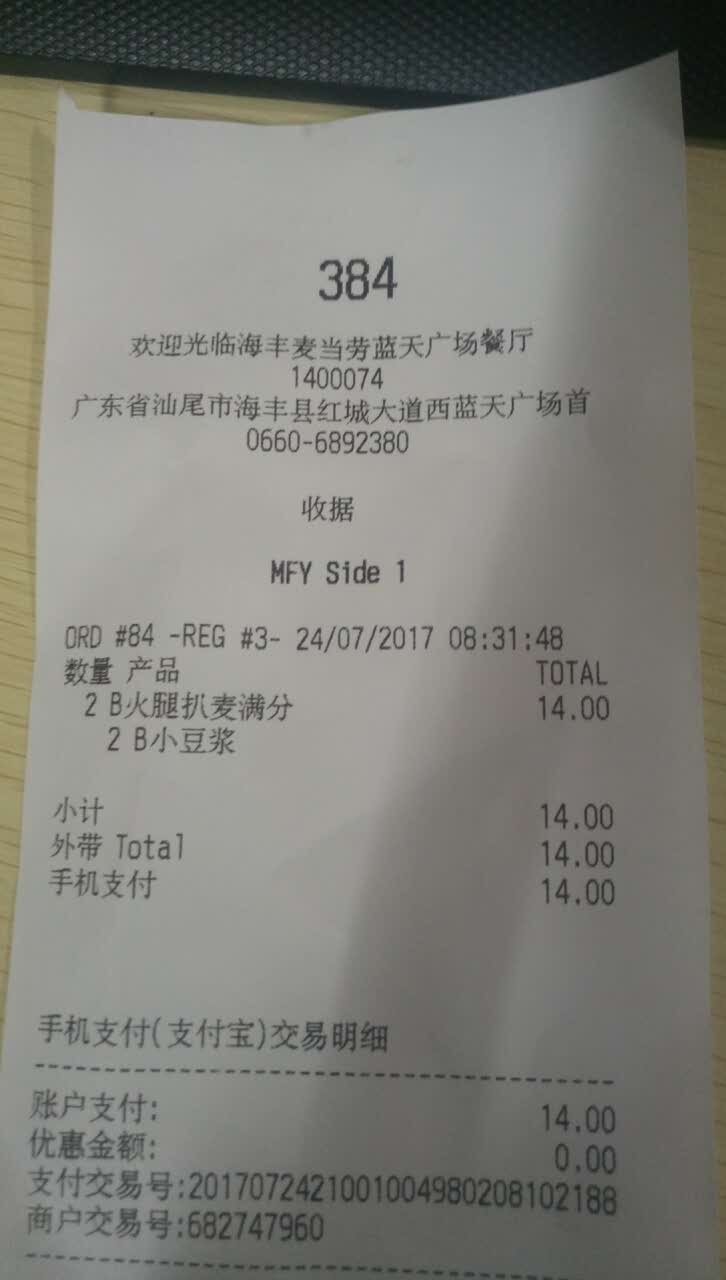 384
欢迎光临海丰麦当劳蓝天广场餐厅
1400074
广东省汕尾市海丰县红城大道西蓝天广场首
0660-6892380
收据
MFY Side 1
ORD #84 -REG #3- 24/07/2017 08:31:48
数量 产品 TOTAL
2 B火腿扒麦满分 14.00
2 B小豆浆
小计 14.00
外带 Total 14.00
手机支付 14.00
手机支付(支付宝)交易明细
账户支付: 14.00
优惠金额: 0.00
支付交易号:2017072421001004980208102188
商户交易号:682747960